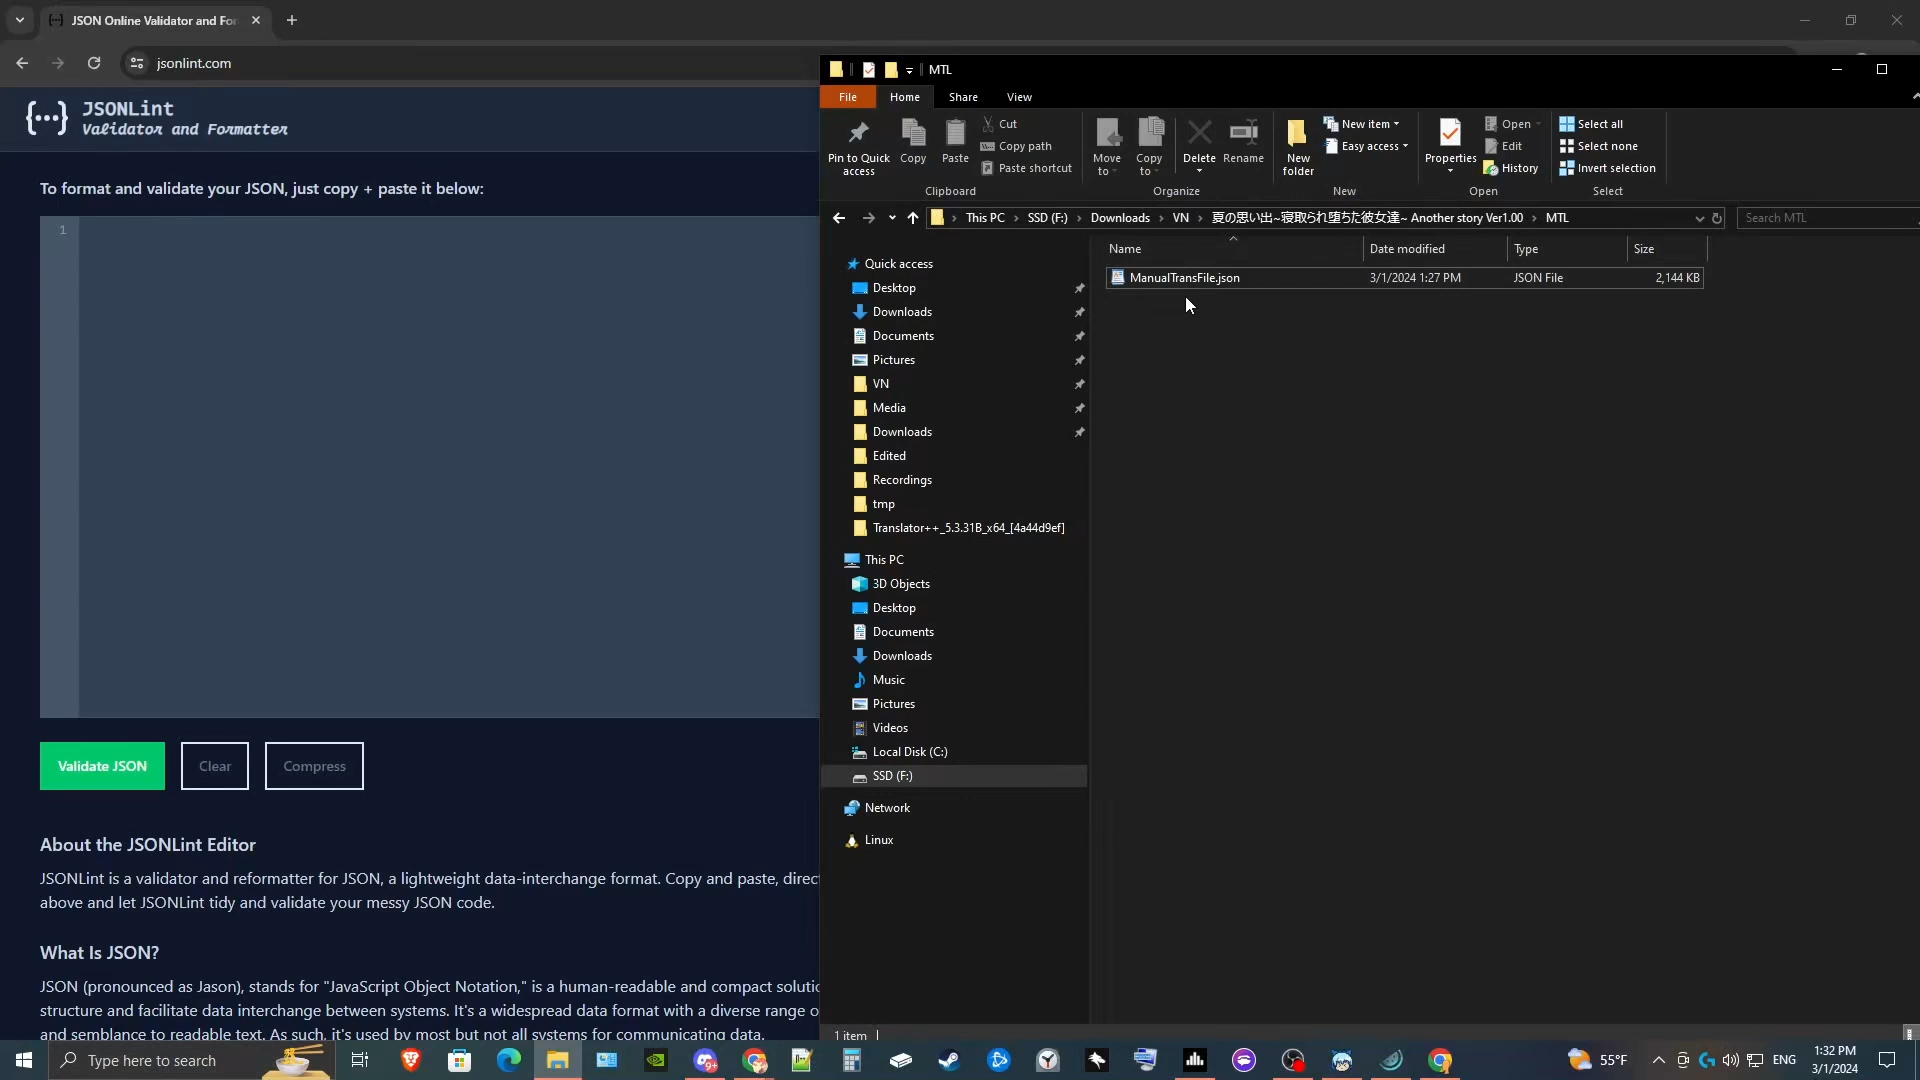 JSON Online Validator and For
jsonlint.com
JSONLint
Validator and Formatter
To format and validate your JSON, just copy + paste it below:
1
Validate JSON
Clear
Compress
About the JSONLint Editor
JSONLint is a validator and reformatter for JSON, a lightweight data-interchange format. Copy and paste, direc
above and let JSONLint tidy and validate your messy JSON code.
What Is JSON?
JSON (pronounced as Jason), stands for "JavaScript Object Notation," is a human-readable and compact solutio
structure and facilitate data interchange between systems. It's a widespread data format with a diverse range o
and semblance to readable text. As such, it's used by most but not all systems for communicating data.
MTL
File
Home
Share
View
Pin to Quick access
Copy
Paste
Cut
Copy path
Paste shortcut
Clipboard
Move to
Copy to
Delete
Rename
Organize
New folder
New item
Easy access
New
Properties
Open
Edit
History
Open
Select all
Select none
Invert selection
Select
This PC > SSD (F:) > Downloads > VN > 夏の思い出~寝取られ堕ちた彼女達~ Another story Ver1.00 > MTL
Search MTL
Name
Date modified
Type
Size
ManualTransFile.json
3/1/2024 1:27 PM
JSON File
2,144 KB
Quick access
Desktop
Downloads
Documents
Pictures
VN
Media
Downloads
Edited
Recordings
tmp
Translator++_5.3.31B_x64_[4a44d9ef]
This PC
3D Objects
Desktop
Documents
Downloads
Music
Pictures
Videos
Local Disk (C:)
SSD (F:)
Network
Linux
1 item
Type here to search
9+
55°F
ENG
1:32 PM
3/1/2024